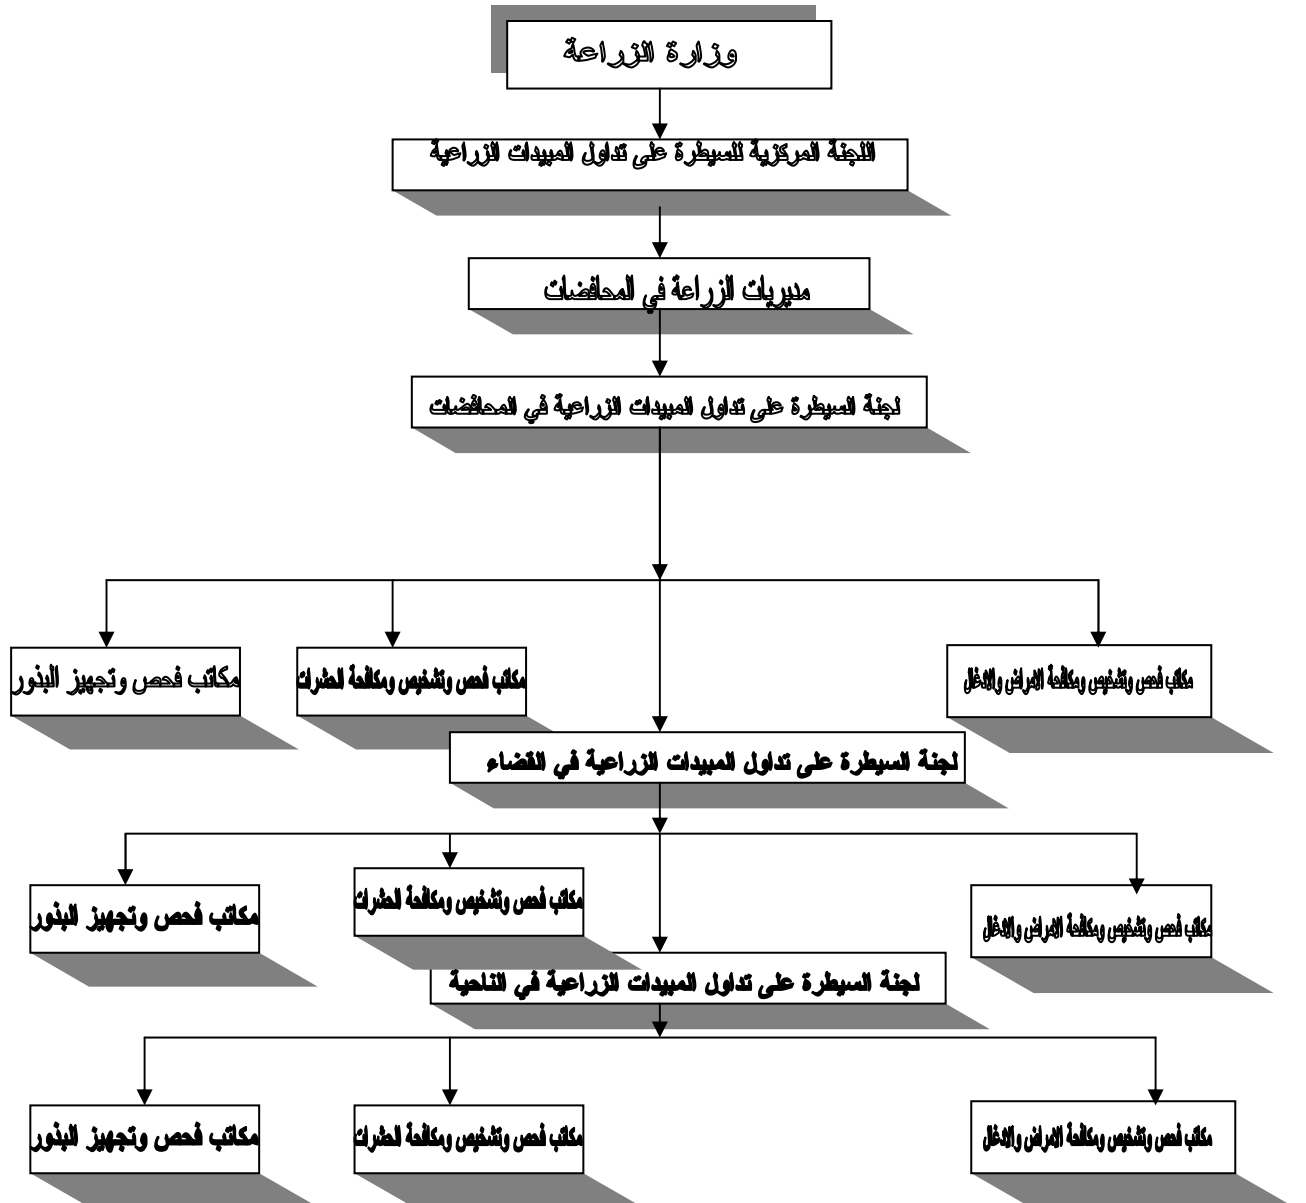 وزارة الزراعة
اللجنة المركزية للسيطرة على تداول المبيدات الزراعية
مديريات الزراعة في المحافضات
لجنة السيطرة على تداول المبيدات الزراعية في المحافضات
مكاتب فحص وتشخيص ومكافحة الامراض والادغال
مكاتب فحص وتشخيص ومكافحة الحشرات
مكاتب فحص وتجهيز البذور
لجنة السيطرة على تداول المبيدات الزراعية في القضاء
مكاتب فحص وتشخيص ومكافحة الامراض والادغال
مكاتب فحص وتشخيص ومكافحة الحشرات
مكاتب فحص وتجهيز البذور
لجنة السيطرة على تداول المبيدات الزراعية في الناحية
مكاتب فحص وتشخيص ومكافحة الامراض والادغال
مكاتب فحص وتشخيص ومكافحة الحشرات
مكاتب فحص وتجهيز البذور